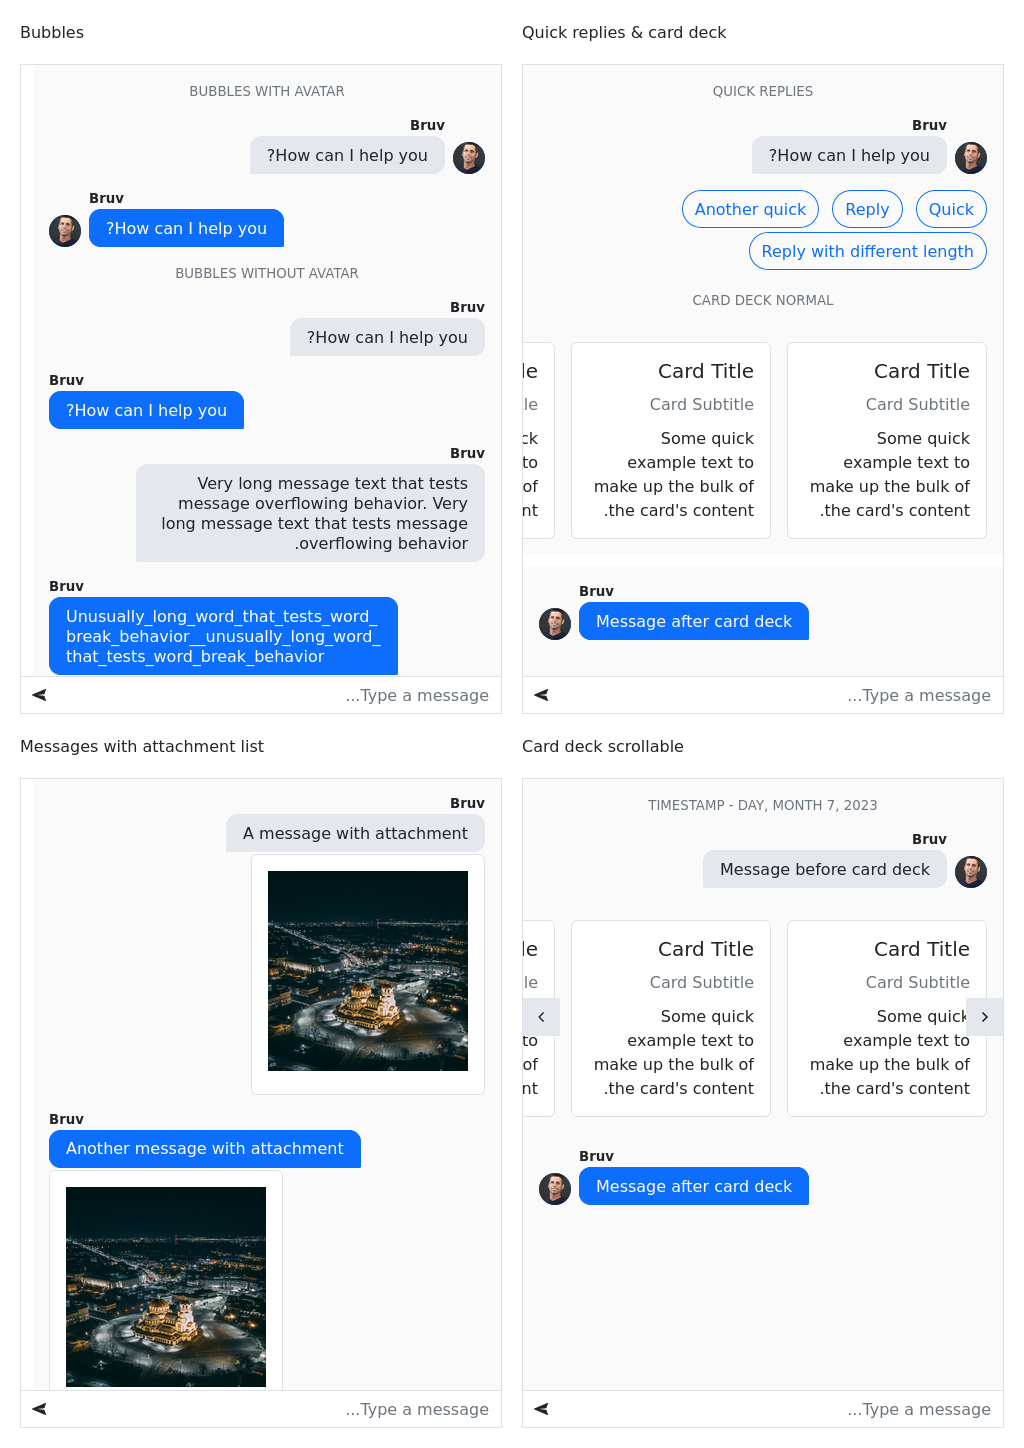 Bubbles
BUBBLES WITH AVATAR
Bruv
?How can I help you
Bruv
?How can I help you
BUBBLES WITHOUT AVATAR
Bruv
?How can I help you
Bruv
?How can I help you
Bruv
Very long message text that tests
message overflowing behavior. Very
long message text that tests message
.overflowing behavior
Bruv
Unusually_long_word_that_tests_word_
break_behavior__unusually_long_word_
that_tests_word_break_behavior
...Type a message
Quick replies & card deck
QUICK REPLIES
Bruv
?How can I help you
Another quick Reply Quick
Reply with different length
CARD DECK NORMAL
le
le
ck
to
of
nt
Card Title
Card Subtitle
Some quick
example text to
make up the bulk of
.the card's content
Card Title
Card Subtitle
Some quick
example text to
make up the bulk of
.the card's content
Bruv
Message after card deck
...Type a message
Messages with attachment list
Bruv
A message with attachment
Bruv
Another message with attachment
...Type a message
Card deck scrollable
TIMESTAMP - DAY, MONTH 7, 2023
Bruv
Message before card deck
le
le
to
of
nt
Card Title
Card Subtitle
Some quick
example text to
make up the bulk of
.the card's content
Card Title
Card Subtitle
Some quick
example text to
make up the bulk of
.the card's content
Bruv
Message after card deck
...Type a message